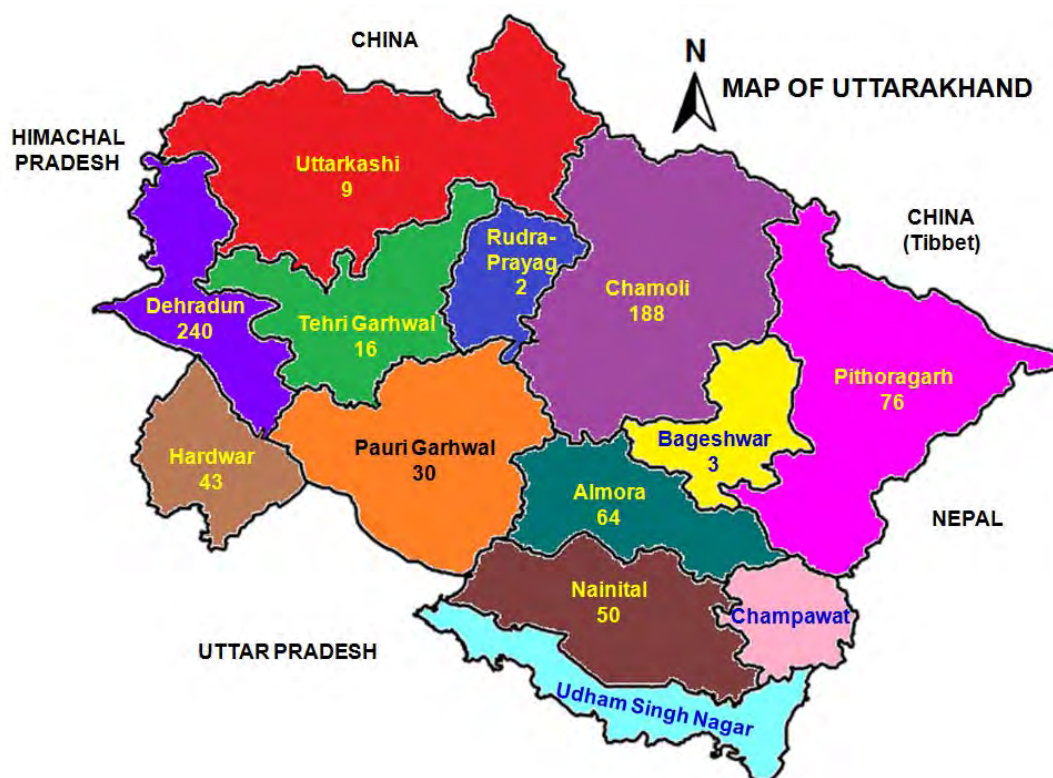 CHINA
N
MAP OF UTTARAKHAND
HIMACHAL
PRADESH
Uttarkashi
9
CHINA
(Tibbet)
Rudra-
Prayag
2
Chamoli
188
Dehradun
240
Tehri Garhwal
16
Pithoragarh
76
Hardwar
43
Pauri Garhwal
30
Bageshwar
3
Almora
64
NEPAL
Nainital
50
Champawat
UTTAR PRADESH
Udham Singh Nagar